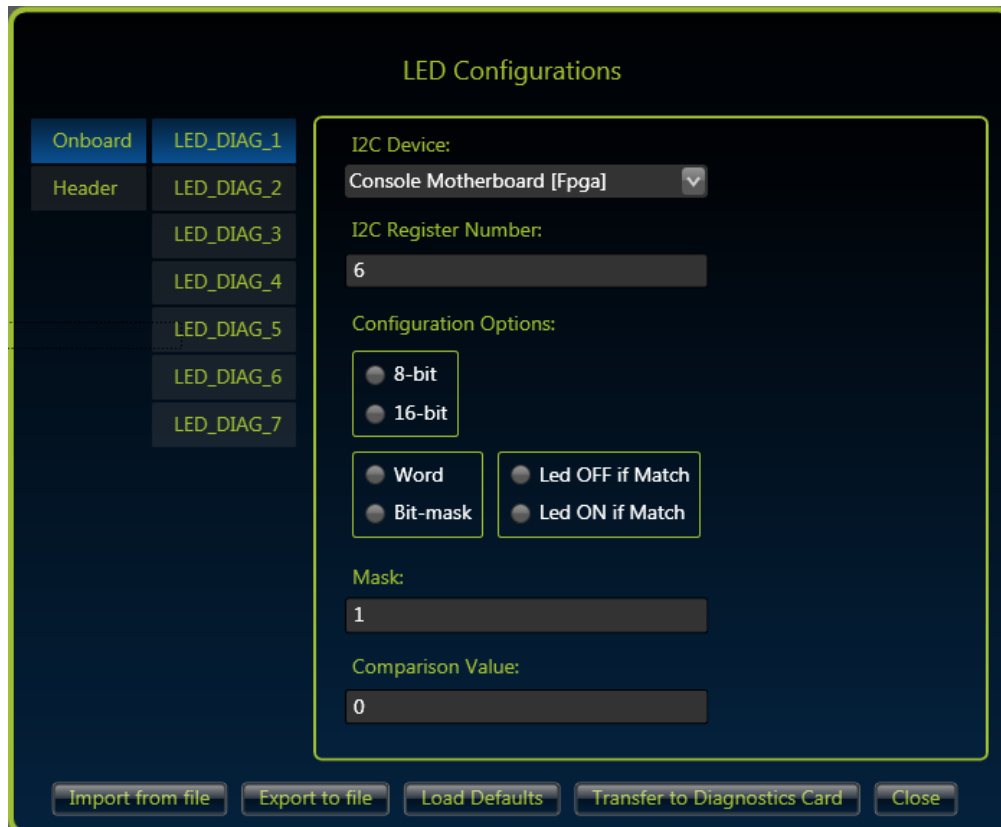 LED Configurations
Onboard
Header
LED_DIAG_1
LED_DIAG_2
LED_DIAG_3
LED_DIAG_4
LED_DIAG_5
LED_DIAG_6
LED_DIAG_7
I2C Device:
Console Motherboard [Fpga]
I2C Register Number:
6
Configuration Options:
8-bit
16-bit
Word
Bit-mask
Led OFF if Match
Led ON if Match
Mask:
1
Comparison Value:
0
Import from file
Export to file
Load Defaults
Transfer to Diagnostics Card
Close